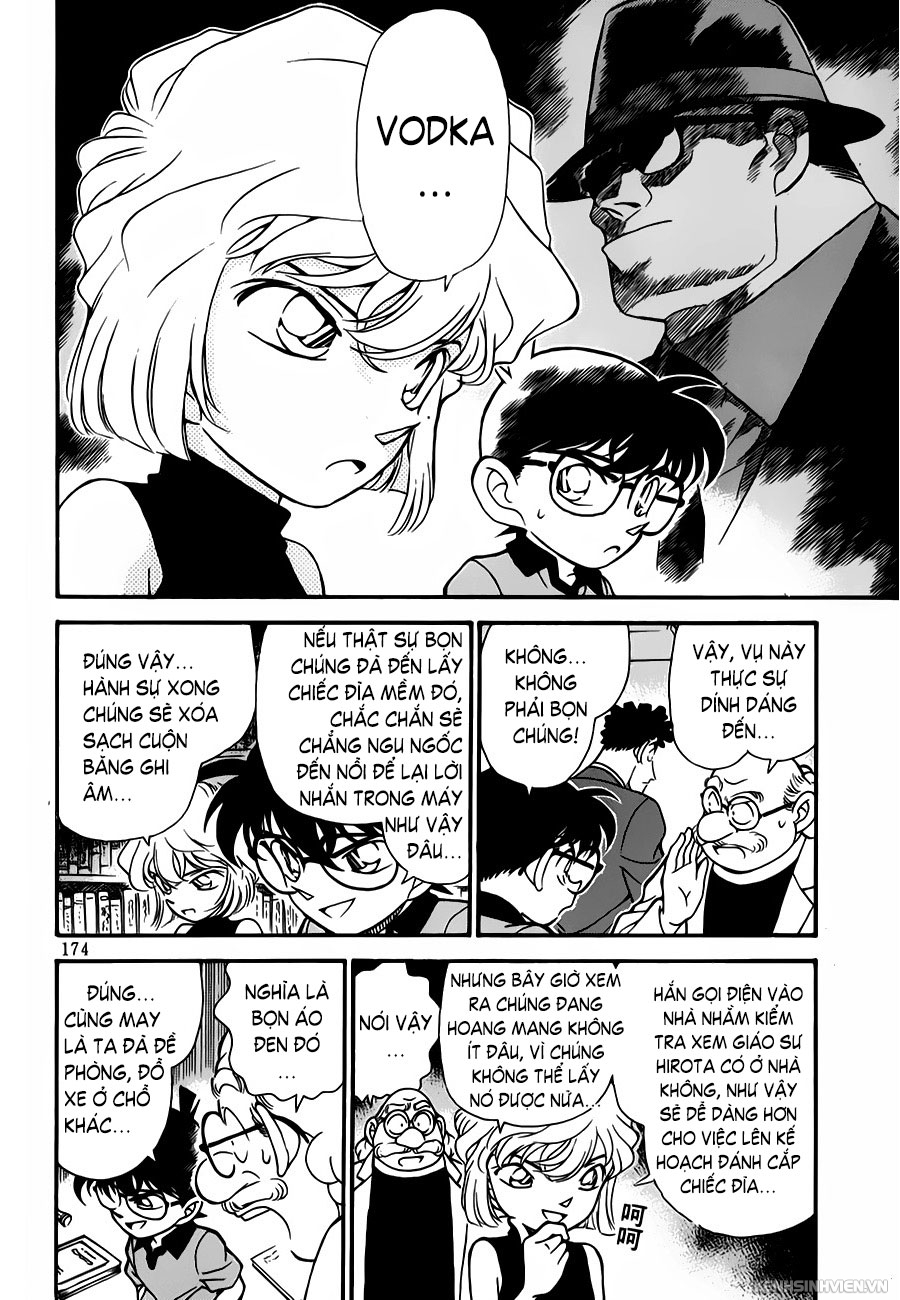 VODKA
...
VẬY, VỤ NÀY
THỰC SỰ
DÍNH DÁNG
ĐẾN...
KHÔNG...
KHÔNG
PHẢI BỌN
CHÚNG!
NẾU THẬT SỰ BỌN
CHÚNG ĐÃ ĐẾN LẤY
CHIẾC ĐĨA MỀM ĐÓ,
CHẮC CHẮN SẼ
CHẲNG NGU NGỐC
ĐẾN NỖI ĐỂ LẠI LỜI
NHẮN TRONG MÁY
NHƯ VẬY
ĐÂU...
ĐÚNG VẬY...
HÀNH SỰ XONG
CHÚNG SẼ XÓA
SẠCH CUỘN
BĂNG GHI
ÂM...
174
HẮN GỌI ĐIỆN VÀO
NHÀ NHẰM KIỂM
TRA XEM GIÁO SƯ
HIROTA CÓ Ở NHÀ
KHÔNG, NHƯ VẬY
SẼ DỄ DÀNG HƠN
CHO VIỆC LÊN KẾ
HOẠCH ĐÁNH CẮP
CHIẾC ĐĨA...
NHƯNG BÂY GIỜ XEM
RA CHÚNG ĐANG
HOANG MANG KHÔNG
ÍT ĐÂU, VÌ CHÚNG
KHÔNG THỂ LẤY
NÓ ĐƯỢC NỮA...
呵
呵
NÓI VẬY
...
NGHĨA LÀ
BỌN ÁO
ĐEN ĐÓ
...
ĐÚNG...
CŨNG MAY
LÀ TA ĐÃ ĐỀ
PHÒNG, ĐỖ
XE Ở CHỖ
KHÁC...
KENHSINHVIEN.VN